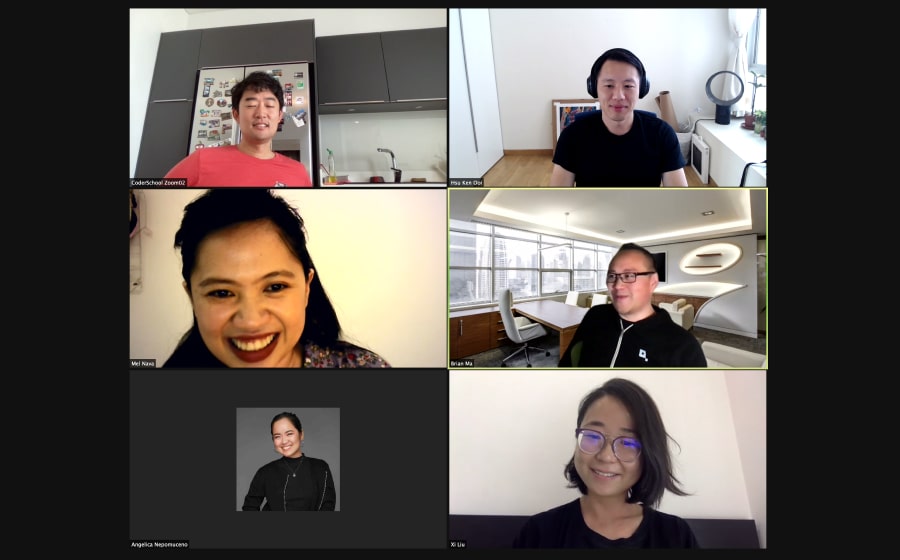 CoderSchool Zoom02
Hsu Ken Ooi
Mel Nava
Brian Ma
Angelica Nepomuceno
Xi Liu